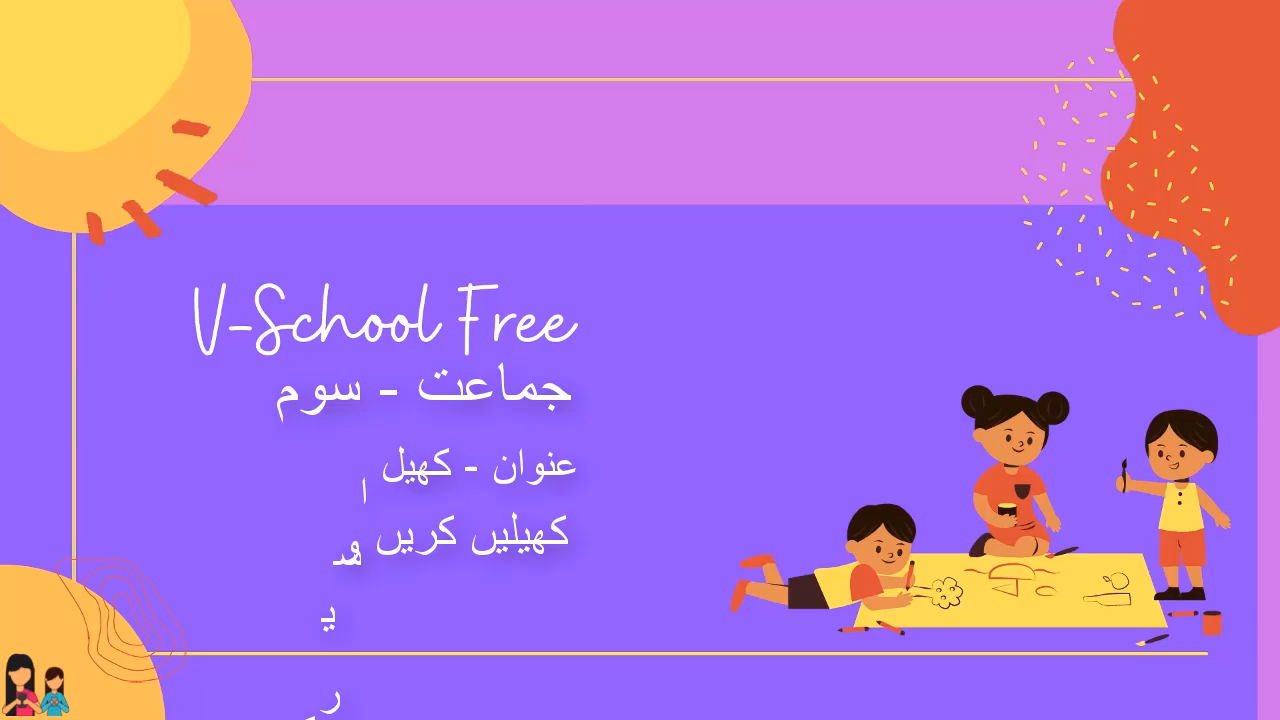 V-School Free
جماعت - سوم
عنوان - کھیل
کھیلیں کریں